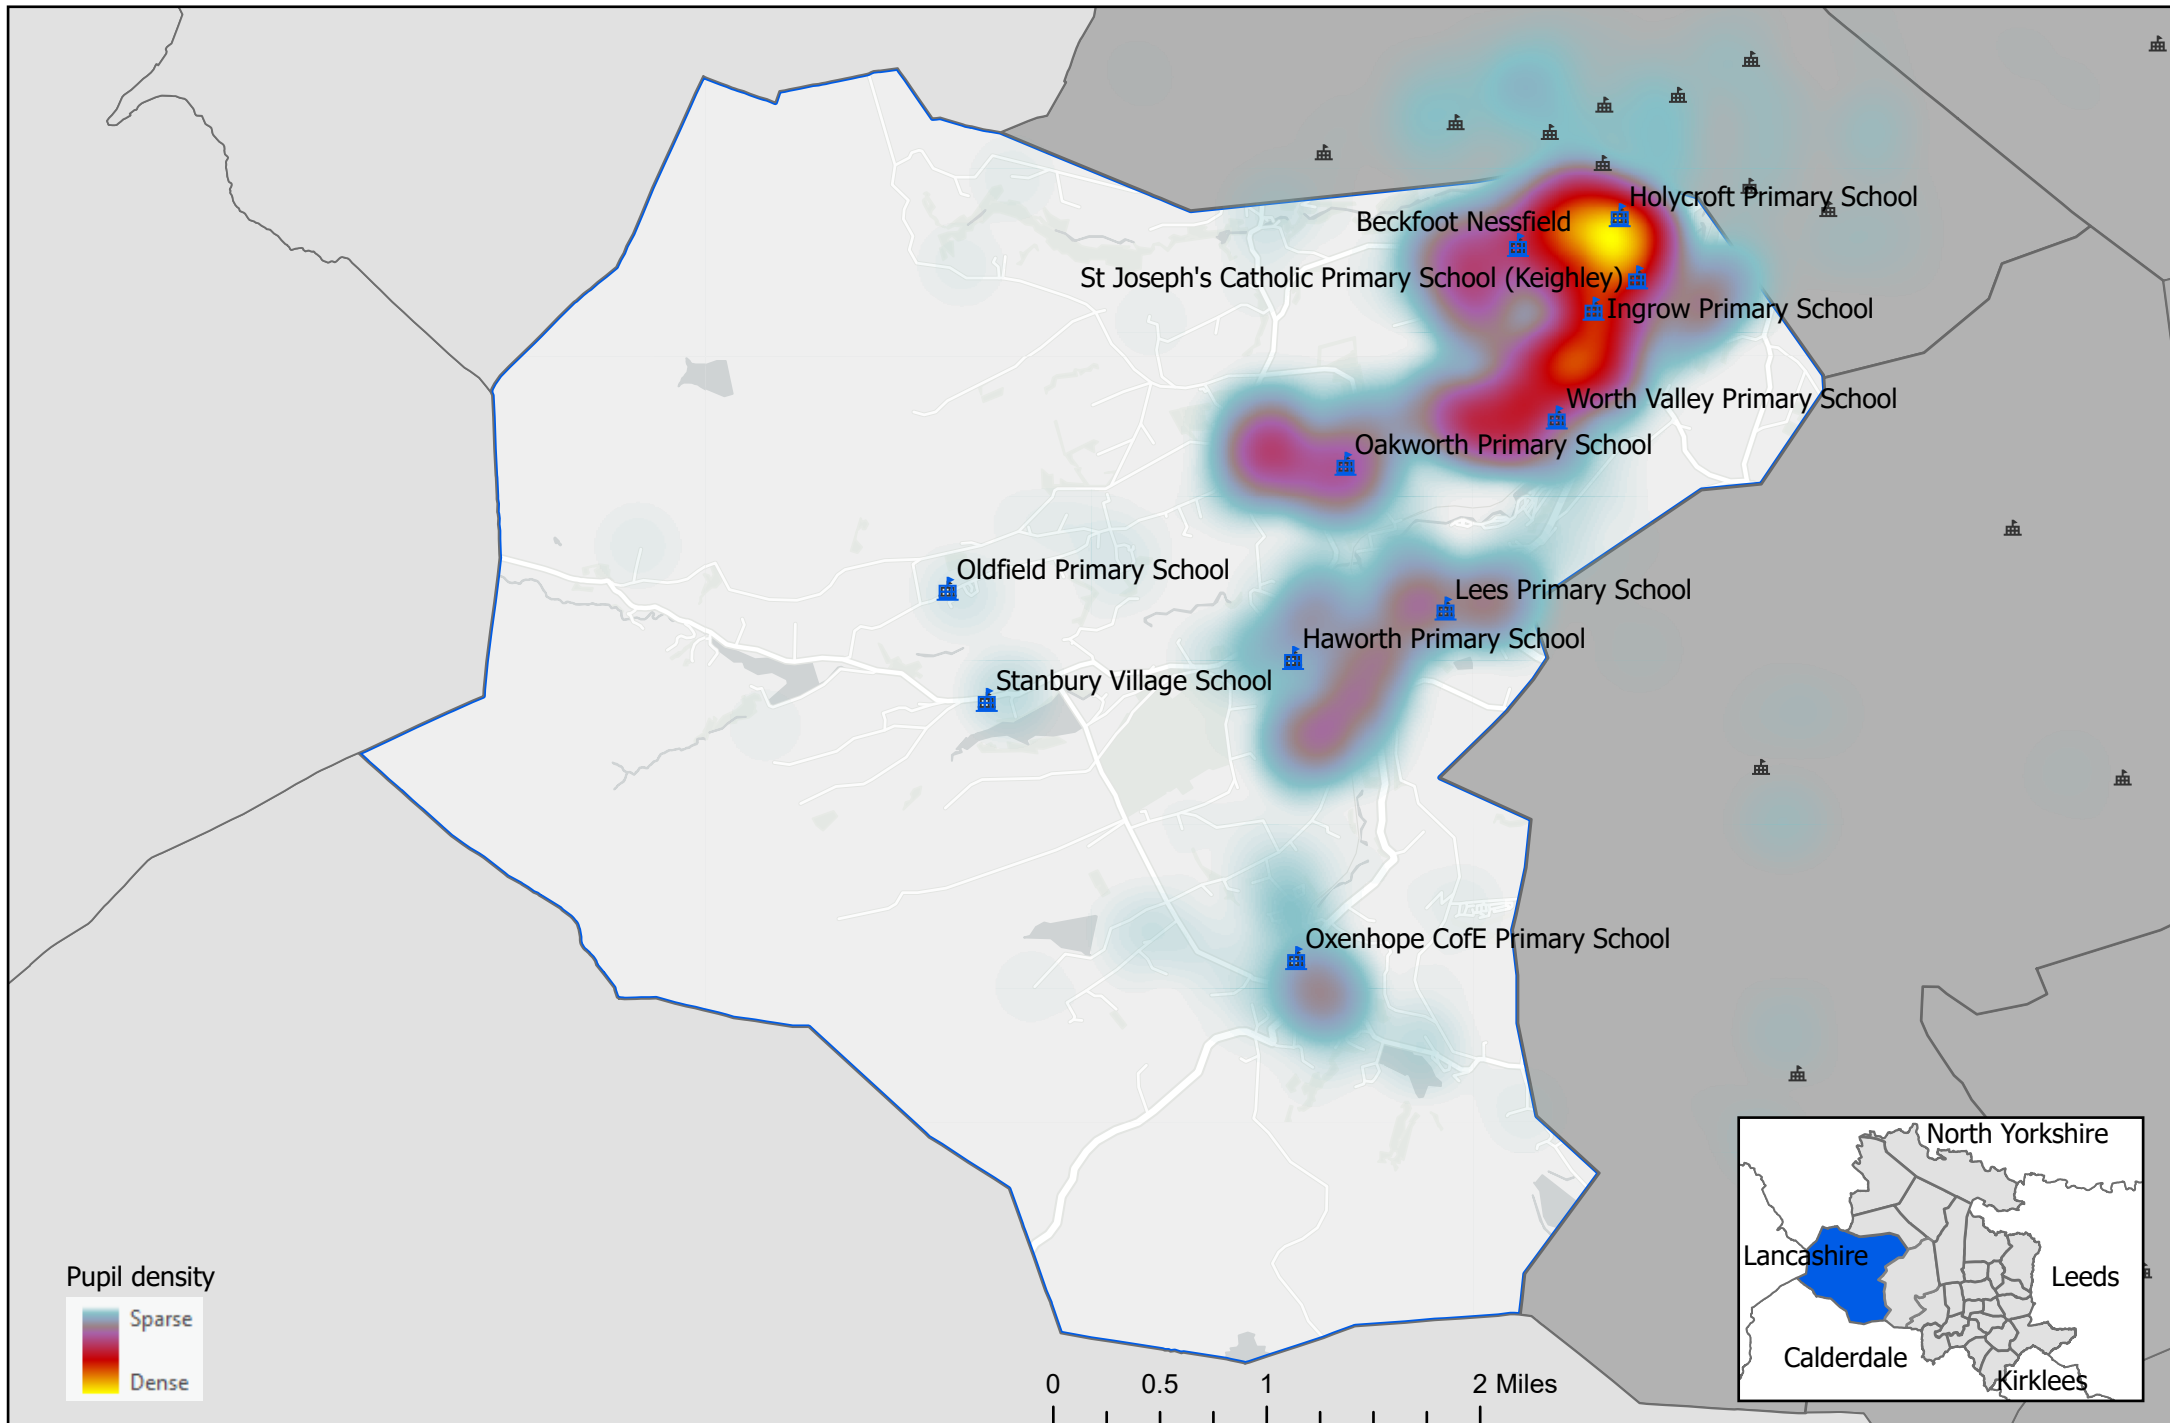 Holycroft Primary School
Beckfoot Nessfield
St Joseph's Catholic Primary School (Keighley)
Ingrow Primary School
Worth Valley Primary School
Oakworth Primary School
Oldfield Primary School
Lees Primary School
Haworth Primary School
Stanbury Village School
Oxenhope CofE Primary School
North Yorkshire
Lancashire
Leeds
Calderdale
Kirklees
Pupil density
Sparse
Dense
0 0.5 1 2 Miles